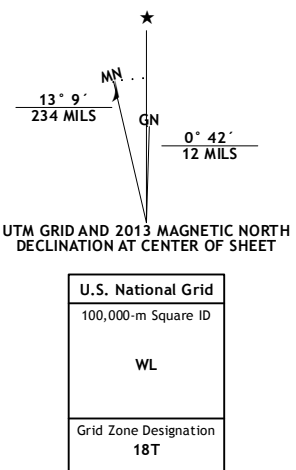 ★
MN
13° 9´
234 MILS
GN
0° 42´
12 MILS
UTM GRID AND 2013 MAGNETIC NORTH
DECLINATION AT CENTER OF SHEET
U.S. National Grid
100,000-m Square ID
WL
Grid Zone Designation
18T